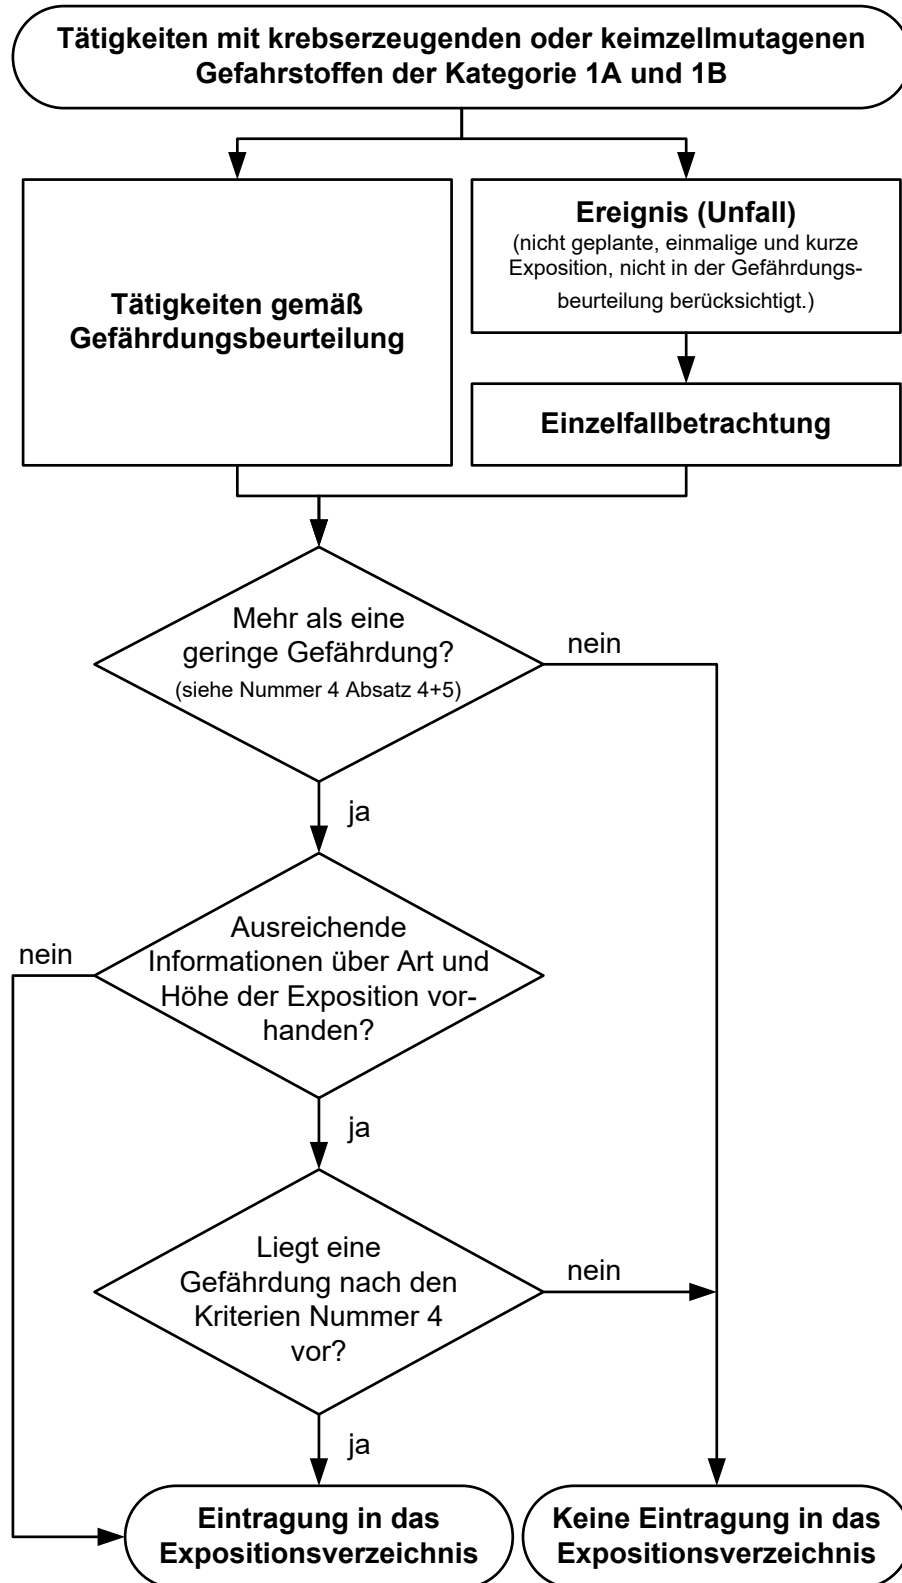 Tätigkeiten mit krebserzeugenden oder keimzellmutagenen
Gefahrstoffen der Kategorie 1A und 1B
Tätigkeiten gemäß
Gefährdungsbeurteilung
Ereignis (Unfall)
(nicht geplante, einmalige und kurze
Exposition, nicht in der Gefährdungs-
beurteilung berücksichtigt.)
Einzelfallbetrachtung
Mehr als eine
geringe Gefährdung?
(siehe Nummer 4 Absatz 4+5)
nein
ja
Ausreichende
Informationen über Art und
Höhe der Exposition vor-
handen?
nein
ja
Liegt eine
Gefährdung nach den
Kriterien Nummer 4
vor?
nein
ja
Eintragung in das
Expositionsverzeichnis
Keine Eintragung in das
Expositionsverzeichnis